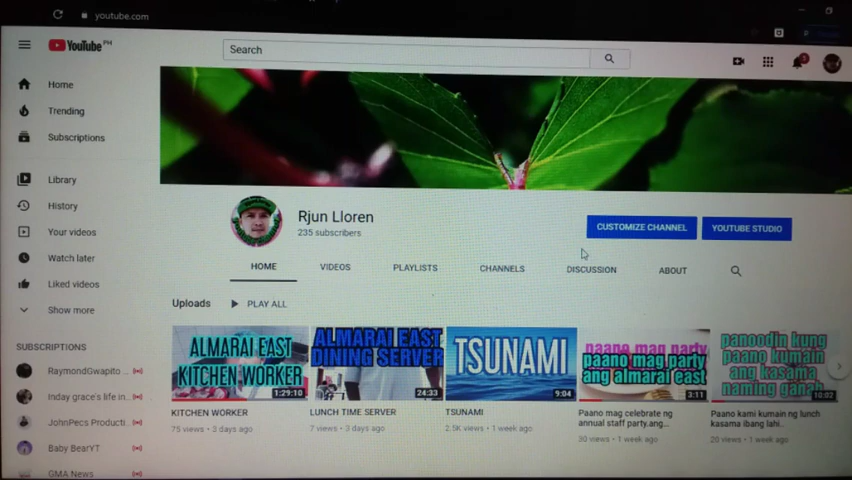 youtube.com
YouTube PH
Search
Home
Trending
Subscriptions
Library
History
Your videos
Watch later
Liked videos
Show more
SUBSCRIPTIONS
RaymondGwapito ...
Inday grace's life in...
JohnPecs Producti...
Baby BearYT
GMA News
Rjun Lloren
235 subscribers
CUSTOMIZE CHANNEL
YOUTUBE STUDIO
HOME
VIDEOS
PLAYLISTS
CHANNELS
DISCUSSION
ABOUT
Uploads
PLAY ALL
ALMARAI EAST
KITCHEN WORKER
1:29:10
KITCHEN WORKER
75 views • 3 days ago
ALMARAI EAST
DINING SERVER
24:33
LUNCH TIME SERVER
7 views • 3 days ago
TSUNAMI
9:04
TSUNAMI
2.5K views • 1 week ago
paano mag party
paano mag party
ang almarai east
3:11
Paano mag celebrate ng
annual staff party.ang...
30 views • 1 week ago
panoodin kung
paano kumain
ang kasama
naming ganah
10:02
Paano kami kumain ng lunch
kasama ibang lahi..
20 views • 1 week ago